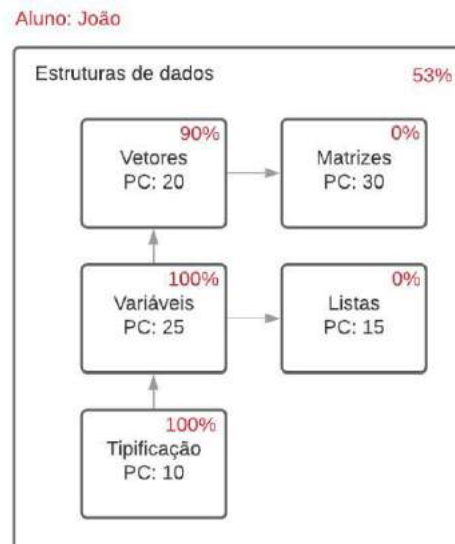 Aluno: João
Estruturas de dados
53%
90%
Vetores
PC: 20
0%
Matrizes
PC: 30
100%
Variáveis
PC: 25
0%
Listas
PC: 15
100%
Tipificação
PC: 10